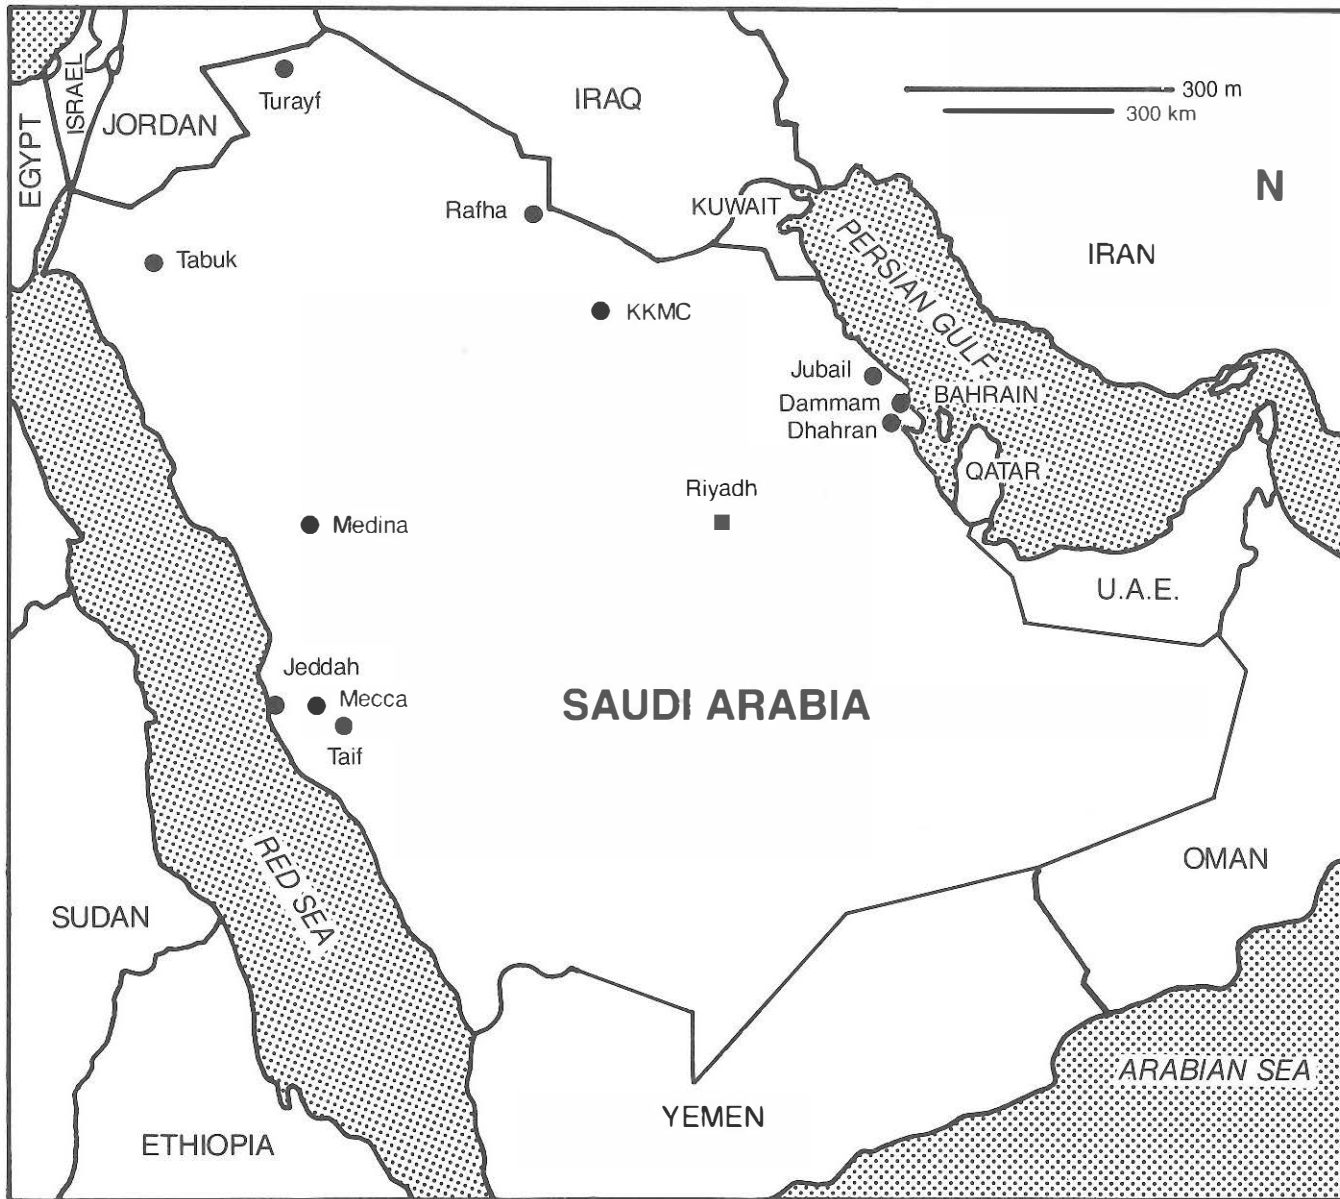 ISRAEL
EGYPT
JORDAN
Turayf
IRAQ
300 m
300 km
N
IRAN
Rafha
KUWAIT
Tabuk
PERSIAN GULF
KKMC
Jubail
Dammam
BAHRAIN
Dhahran
QATAR
Riyadh
Medina
U.A.E.
Jeddah
Mecca
SAUDI ARABIA
Taif
RED SEA
OMAN
SUDAN
ARABIAN SEA
YEMEN
ETHIOPIA